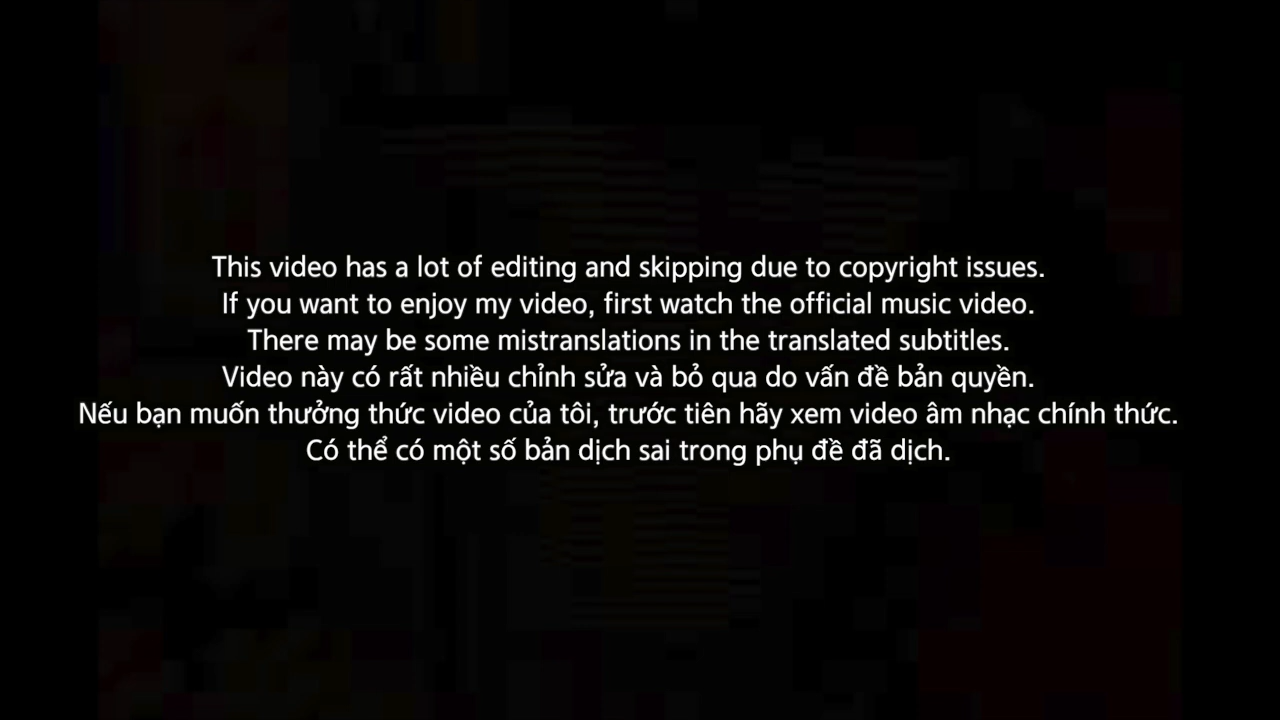 This video has a lot of editing and skipping due to copyright issues.
If you want to enjoy my video, first watch the official music video.
There may be some mistranslations in the translated subtitles.
Video này có rất nhiều chỉnh sửa và bỏ qua do vấn đề bản quyền.
Nếu bạn muốn thưởng thức video của tôi, trước tiên hãy xem video âm nhạc chính thức.
Có thể có một số bản dịch sai trong phụ đề đã dịch.